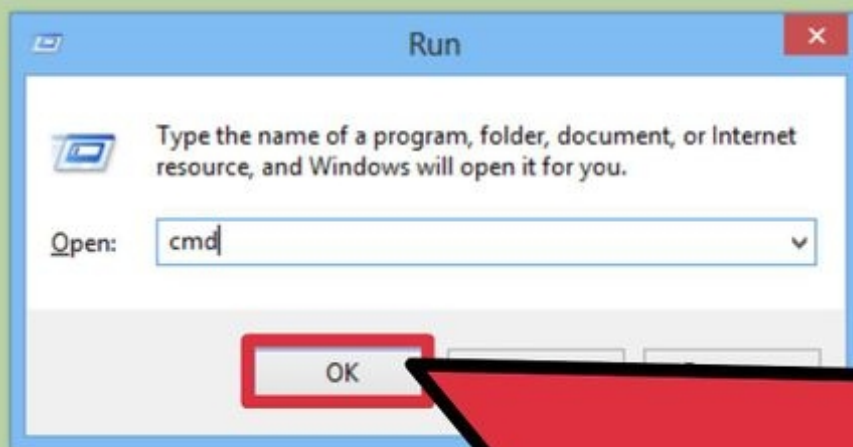 Run
Type the name of a program, folder, document, or Internet
resource, and Windows will open it for you.
Open: cmd
OK